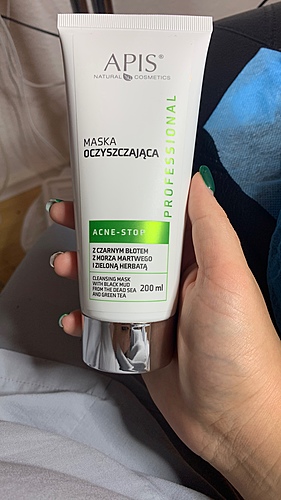 APIS®
NATURAL COSMETICS
MASKA
OCZYSZCZAJĄCA
PROFESSIONAL
ACNE-STOP
Z CZARNYM BŁOTEM
Z MORZA MARTWEGO
I ZIELONĄ HERBATĄ
CLEANSING MASK
WITH BLACK MUD
FROM THE DEAD SEA
AND GREEN TEA
200 ml